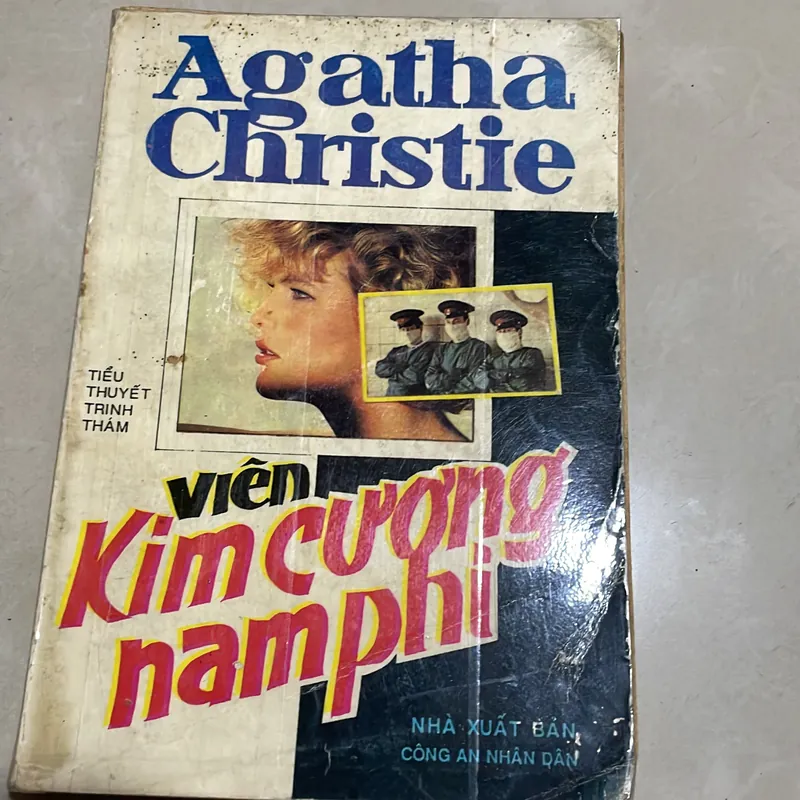 Agatha
Christie
TIỂU
THUYẾT
TRINH
THÁM
VIÊN
Kim cương
nam phi
NHÀ XUẤT BẢN
CÔNG AN NHÂN DÂN